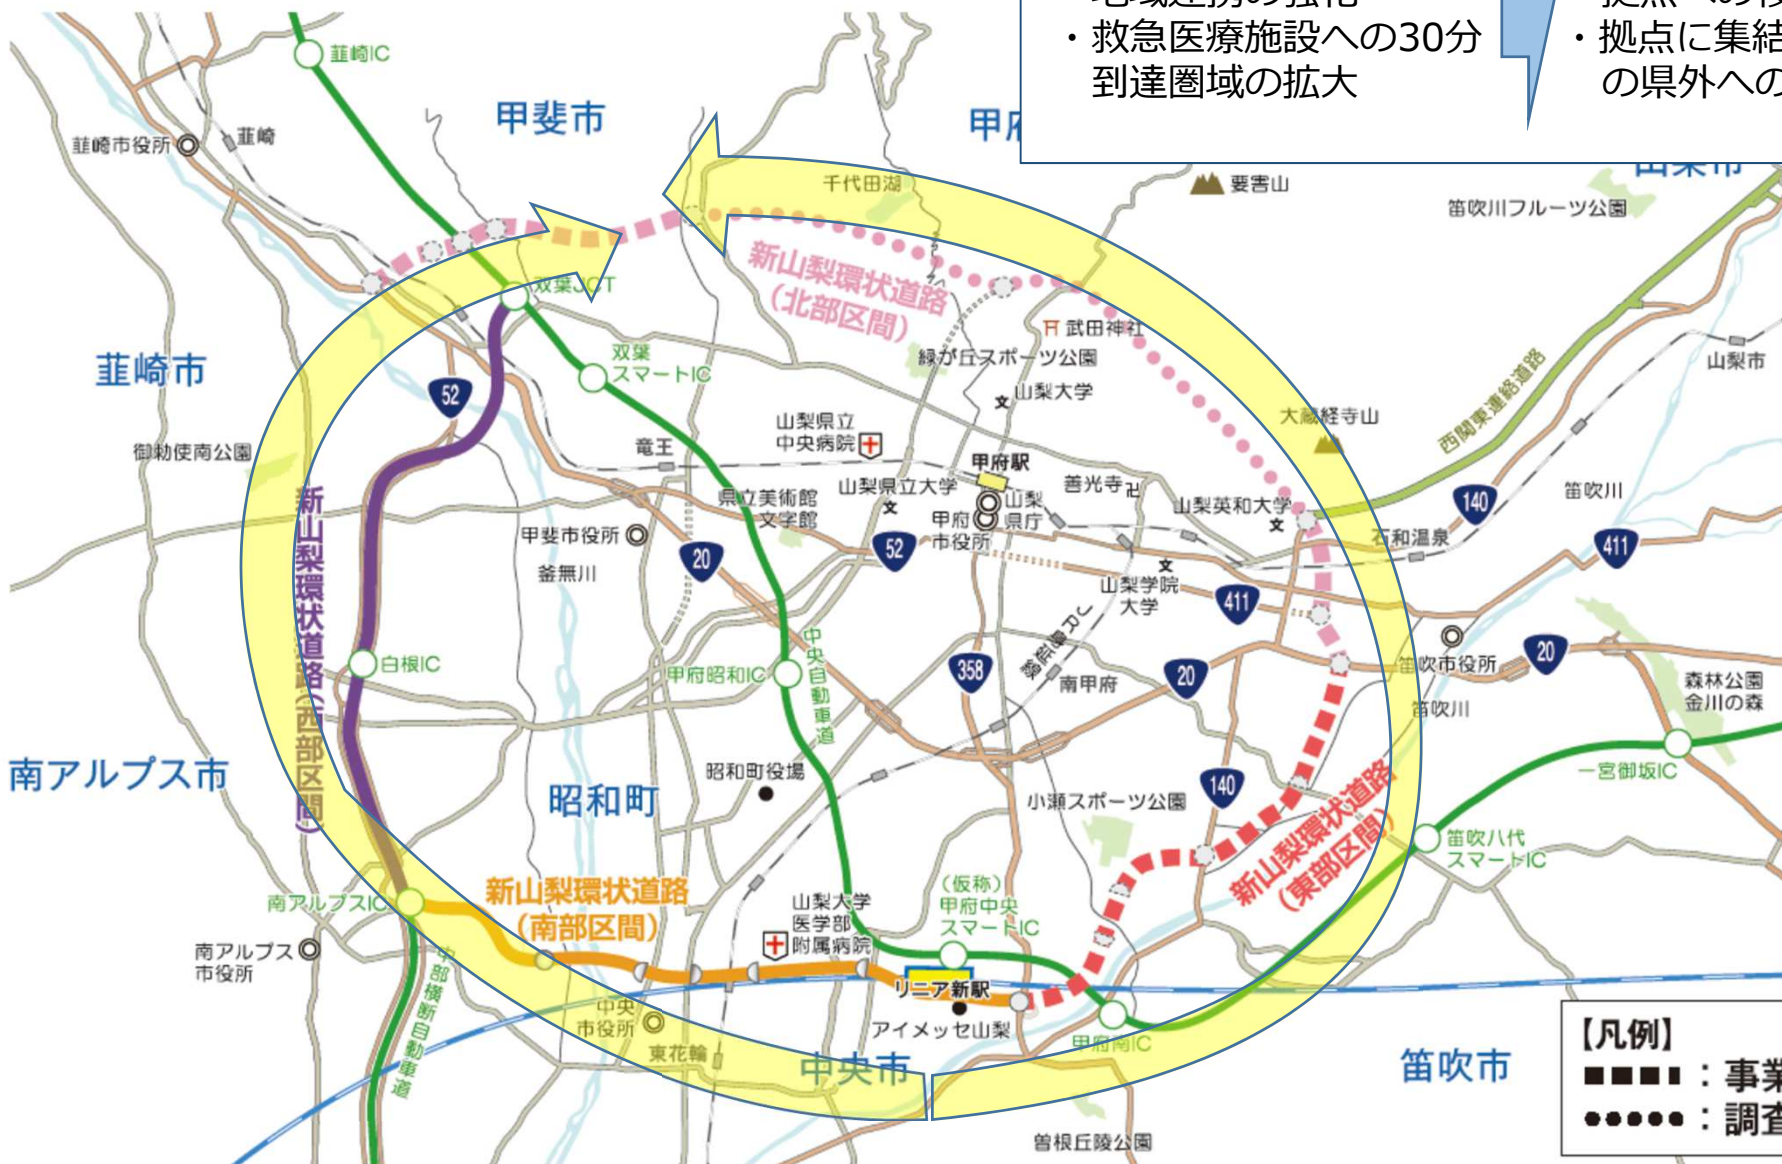 ・救急医療施設への30分
到達圏域の拡大
・拠点に集結
の県外への
韮崎IC
甲斐市
韮崎市役所
韮崎
千代田湖
要害山
笛吹川フルーツ公園
新山梨環状道路
(北部区間)
双葉JCT
武田神社
緑が丘スポーツ公園
双葉
スマートIC
山梨大学
山梨市
韮崎市
52
西関東連絡道路
大蔵経寺山
山梨県立
中央病院
御勅使南公園
竜王
甲府駅
善光寺
山梨県立大学
県立美術館
文学館
山梨
県庁
甲府
市役所
山梨英和大学
140
笛吹川
新山梨環状道路(西部区間)
甲斐市役所
釜無川
20
52
石和温泉
411
山梨学院
大学
411
JR身延線
白根IC
甲府昭和IC
中央自動車道
358
南甲府
20
笛吹市役所
20
笛吹川
森林公園
金川の森
南アルプス市
昭和町
昭和町役場
140
一宮御坂IC
小瀬スポーツ公園
新山梨環状道路
(東部区間)
笛吹八代
スマートIC
南アルプスIC
新山梨環状道路
(南部区間)
山梨大学
医学部
附属病院
(仮称)
甲府中央
スマートIC
南アルプス
市役所
中部横断自動車道
リニア新駅
中央
市役所
アイメッセ山梨
甲府南IC
東花輪
中央市
笛吹市
曽根丘陵公園
【凡例】
：事業
：調査